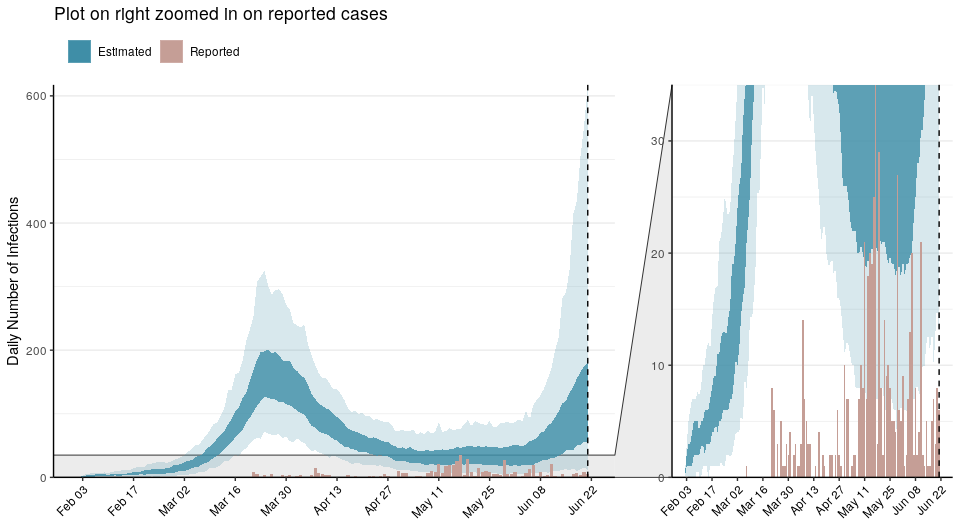 Plot on right zoomed in on reported cases
Estimated Reported
Daily Number of Infections
600
400
200
0
Feb 03 Feb 17 Mar 02 Mar 16 Mar 30 Apr 13 Apr 27 May 11 May 25 Jun 08 Jun 22
30
20
10
0
Feb 03 Feb 17 Mar 02 Mar 16 Mar 30 Apr 13 Apr 27 May 11 May 25 Jun 08 Jun 22